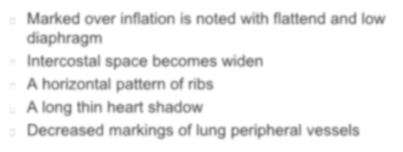 Marked over inflation is noted with flattend and low
diaphragm
Intercostal space becomes widen
A horizontal pattern of ribs
A long thin heart shadow
Decreased markings of lung peripheral vessels